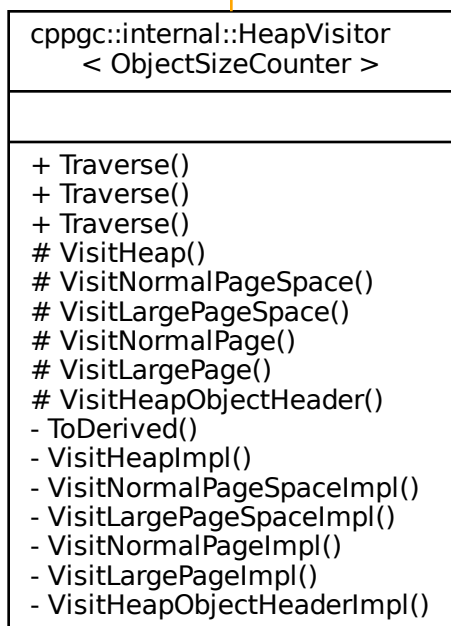 cppgc::internal::HeapVisitor
< ObjectSizeCounter >
+ Traverse()
+ Traverse()
+ Traverse()
# VisitHeap()
# VisitNormalPageSpace()
# VisitLargePageSpace()
# VisitNormalPage()
# VisitLargePage()
# VisitHeapObjectHeader()
- ToDerived()
- VisitHeapImpl()
- VisitNormalPageSpaceImpl()
- VisitLargePageSpaceImpl()
- VisitNormalPageImpl()
- VisitLargePageImpl()
- VisitHeapObjectHeaderImpl()